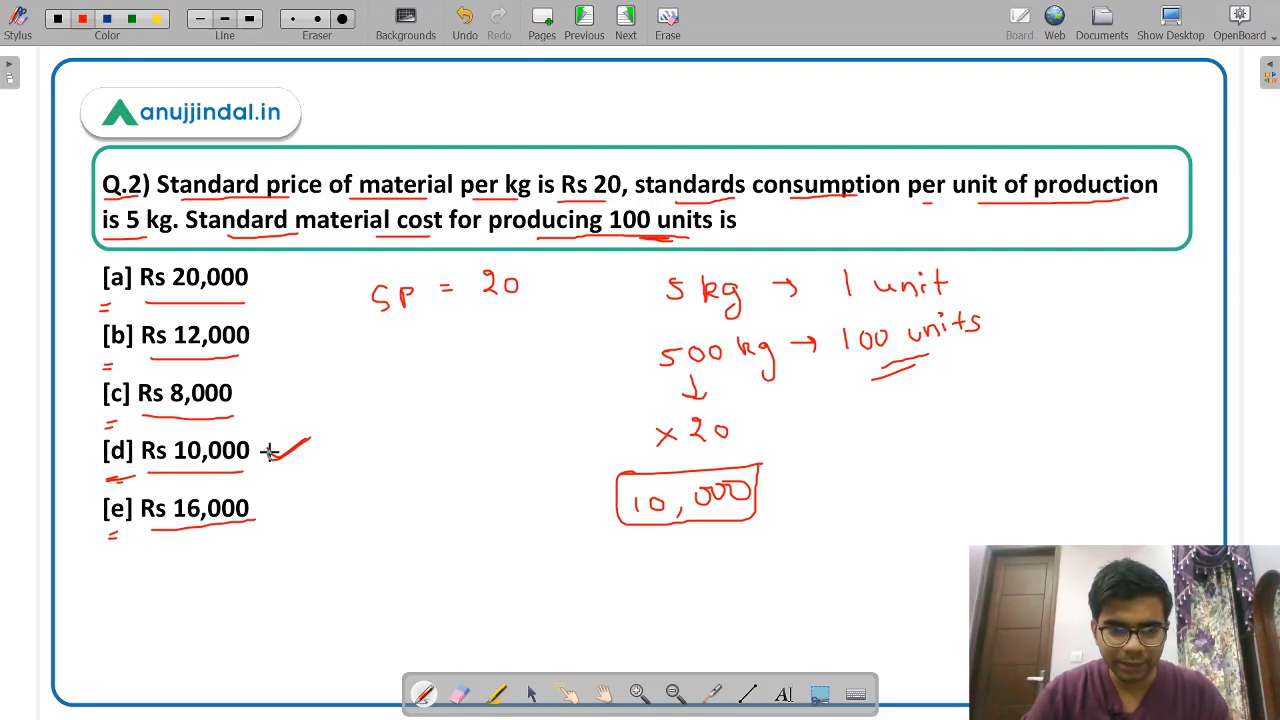 Stylus
Color
Line
Eraser
Backgrounds
Undo
Redo
Pages
Previous
Next
Erase
Board
Web
Documents
Show Desktop
OpenBoard
anujjindal.in
Q.2) Standard price of material per kg is Rs 20, standards consumption per unit of production
is 5 kg. Standard material cost for producing 100 units is
[a] Rs 20,000
[b] Rs 12,000
[c] Rs 8,000
[d] Rs 10,000
[e] Rs 16,000
SP = 20
5 kg → 1 unit
500 kg → 100 units
↓
× 20
10,000
A